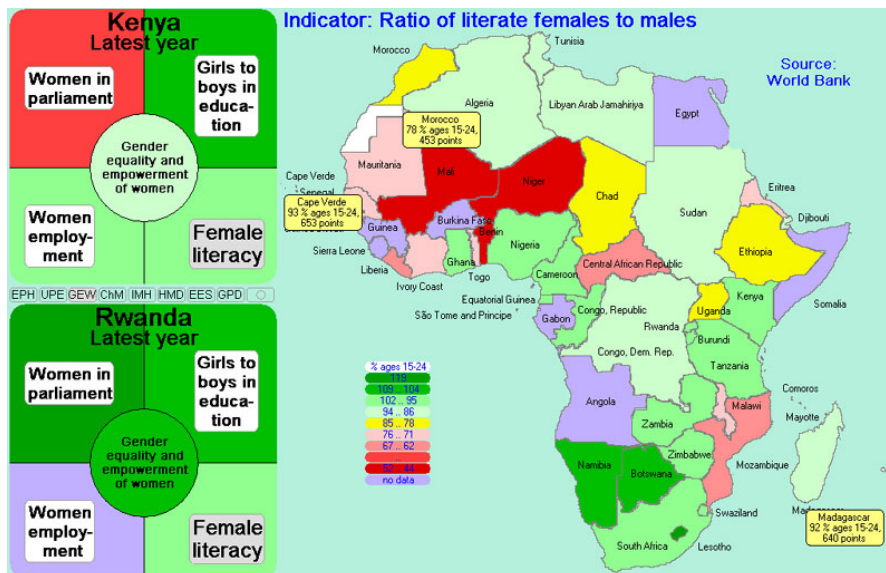 Kenya
Latest year
Women in
parliament
Girls to
boys in
educa-
tion
Gender
equality and
empowerment
of women
Women
employ-
ment
Female
literacy
EPH UPE GEW ChM IMH HMD EES GPD
Rwanda
Latest year
Women in
parliament
Girls to
boys in
educa-
tion
Gender
equality and
empowerment
of women
Women
employ-
ment
Female
literacy
Indicator: Ratio of literate females to males
Source:
World Bank
Tunisia
Morocco
Algeria
Libyan Arab Jamahiriya
Egypt
Morocco
78 % ages 15-24,
453 points
Mauritania
Mali
Niger
Chad
Sudan
Eritrea
Cape Verde
Senegal
Cape Verde
93 % ages 15-24,
653 points
Djibouti
Guinea
Burkina Faso
Benin
Nigeria
Ethiopia
Sierra Leone
Ghana
Cameroon
Central African Republic
Liberia
Togo
Ivory Coast
Equatorial Guinea
Kenya
Somalia
Uganda
São Tome and Principe
Gabon
Congo, Republic
Rwanda
Burundi
Congo, Dem. Rep.
Tanzania
Comoros
Angola
Malawi
Mayotte
Zambia
Zimbabwe
Mozambique
Namibia
Botswana
Swaziland
Madagascar
92 % ages 15-24,
640 points
South Africa
Lesotho
% ages 15-24
119
109 .. 104
102 .. 95
94 .. 86
85 .. 78
76 .. 71
67 .. 62
..
52 .. 44
no data